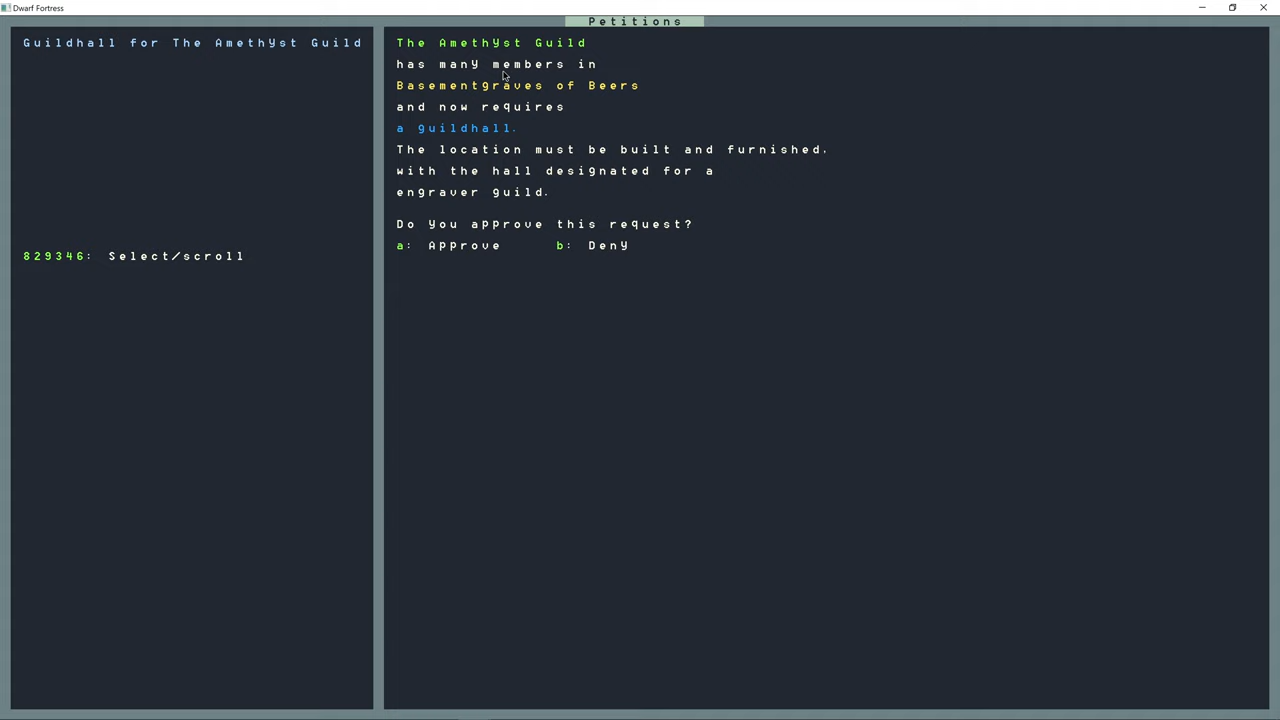 Dwarf Fortress
Petitions
Guildhall for The Amethyst Guild
829346: Select/scroll
The Amethyst Guild
has many members in
Basementgraves of Beers
and now requires
a guildhall.
The location must be built and furnished,
with the hall designated for a
engraver guild.
Do you approve this request?
a: Approve b: Deny